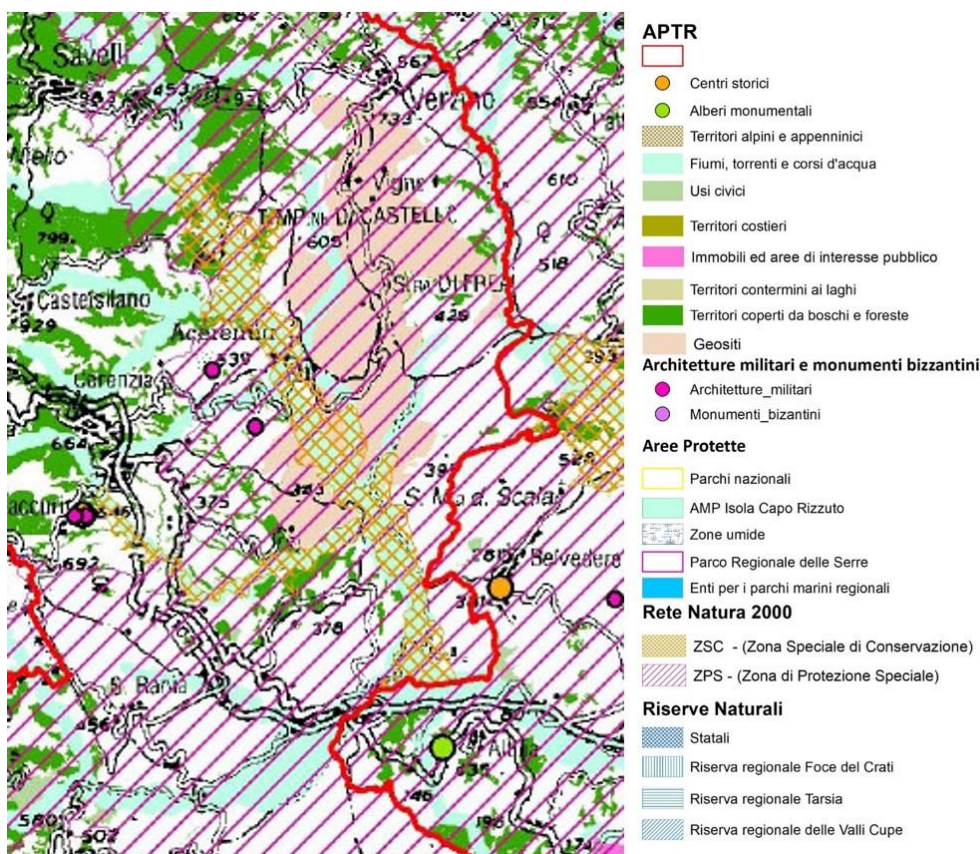 Savelli
Verzino
733
Vigne
CASTELLO
605
610
518
799
Castelsilano
929
429
Acerentia
539
Cerenzia
664
375
S. M.a d. Scala
Belvedere
692
378
S. Rania
456
580
502
APTR
Centri storici
Alberi monumentali
Territori alpini e appenninici
Fiumi, torrenti e corsi d'acqua
Usi civici
Territori costieri
Immobili ed aree di interesse pubblico
Territori contermini ai laghi
Territori coperti da boschi e foreste
Geositi
Architetture militari e monumenti bizzantini
Architetture_militari
Monumenti_bizantini
Aree Protette
Parchi nazionali
AMP Isola Capo Rizzuto
Zone umide
Parco Regionale delle Serre
Enti per i parchi marini regionali
Rete Natura 2000
ZSC - (Zona Speciale di Conservazione)
ZPS - (Zona di Protezione Speciale)
Riserve Naturali
Statali
Riserva regionale Foce del Crati
Riserva regionale Tarsia
Riserva regionale delle Valli Cupe